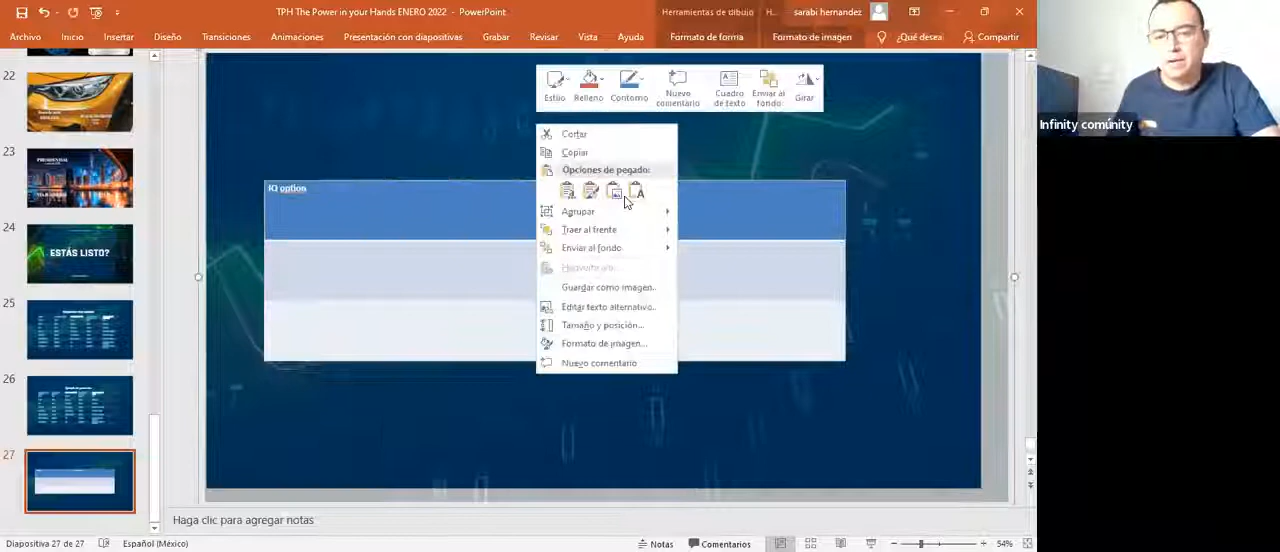 TPH The Power in your Hands ENERO 2022 - PowerPoint
Herramientas de dibujo
H...
sarabi hernandez
Archivo Inicio Insertar Diseño Transiciones Animaciones Presentación con diapositivas Grabar Revisar Vista Ayuda Formato de forma Formato de imagen ¿Qué desea Compartir
Estilo Relleno Contorno Nuevo comentario Cuadro de texto Enviar al fondo Girar
Cortar
Copiar
Opciones de pegado:
Agrupar
Traer al frente
Enviar al fondo
Guardar como imagen...
Editar texto alternativo...
Tamaño y posición...
Formato de imagen...
Nuevo comentario
IQ option
22
23
PRESIDENTIAL
24
ESTÁS LISTO?
25
26
27
Haga clic para agregar notas
Diapositiva 27 de 27 Español (México) Notas Comentarios 54%
Infinity comúnity